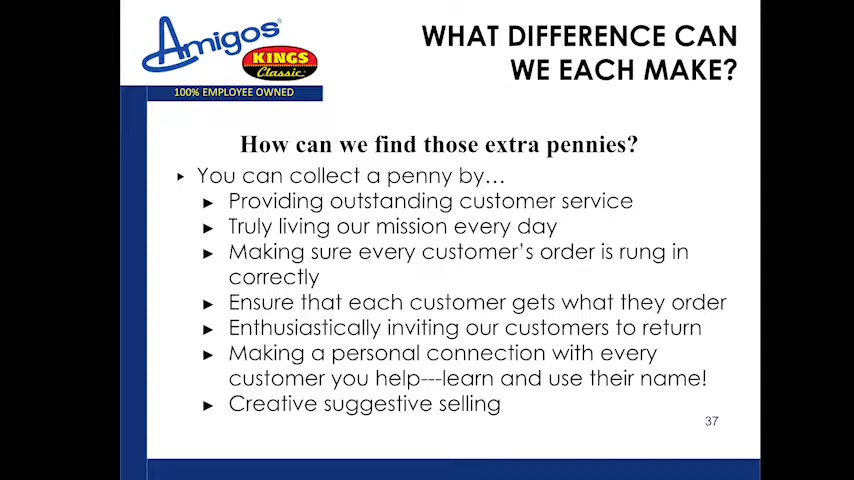 Amigos
KINGS
Classic
100% EMPLOYEE OWNED
WHAT DIFFERENCE CAN
WE EACH MAKE?
How can we find those extra pennies?
You can collect a penny by…
Providing outstanding customer service
Truly living our mission every day
Making sure every customer's order is rung in
correctly
Ensure that each customer gets what they order
Enthusiastically inviting our customers to return
Making a personal connection with every
customer you help---learn and use their name!
Creative suggestive selling
37